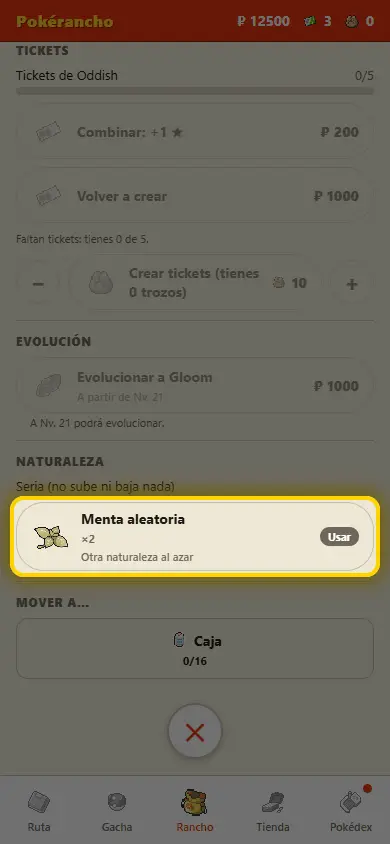 Pokérancho
₽ 12500
3
0
TICKETS
Tickets de Oddish
0/5
Combinar: +1 ★
₽ 200
Volver a crear
₽ 1000
Faltan tickets: tienes 0 de 5.
−
Crear tickets (tienes
0 trozos)
10
+
EVOLUCIÓN
Evolucionar a Gloom
A partir de Nv. 21
₽ 1000
A Nv. 21 podrá evolucionar.
NATURALEZA
Seria (no sube ni baja nada)
Menta aleatoria
×2
Otra naturaleza al azar
Usar
MOVER A...
Caja
0/16
Ruta
Gacha
Rancho
Tienda
Pokédex